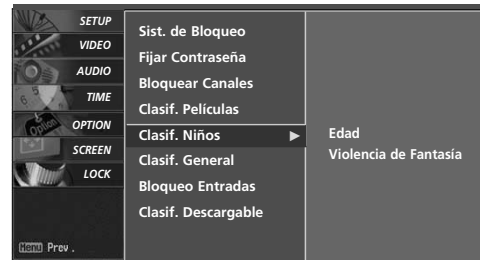 SETUP
VIDEO
AUDIO
TIME
OPTION
SCREEN
LOCK
Menu Prev.
Sist. de Bloqueo
Fijar Contraseña
Bloquear Canales
Clasif. Películas
Clasif. Niños ▶
Clasif. General
Bloqueo Entradas
Clasif. Descargable
Edad
Violencia de Fantasía